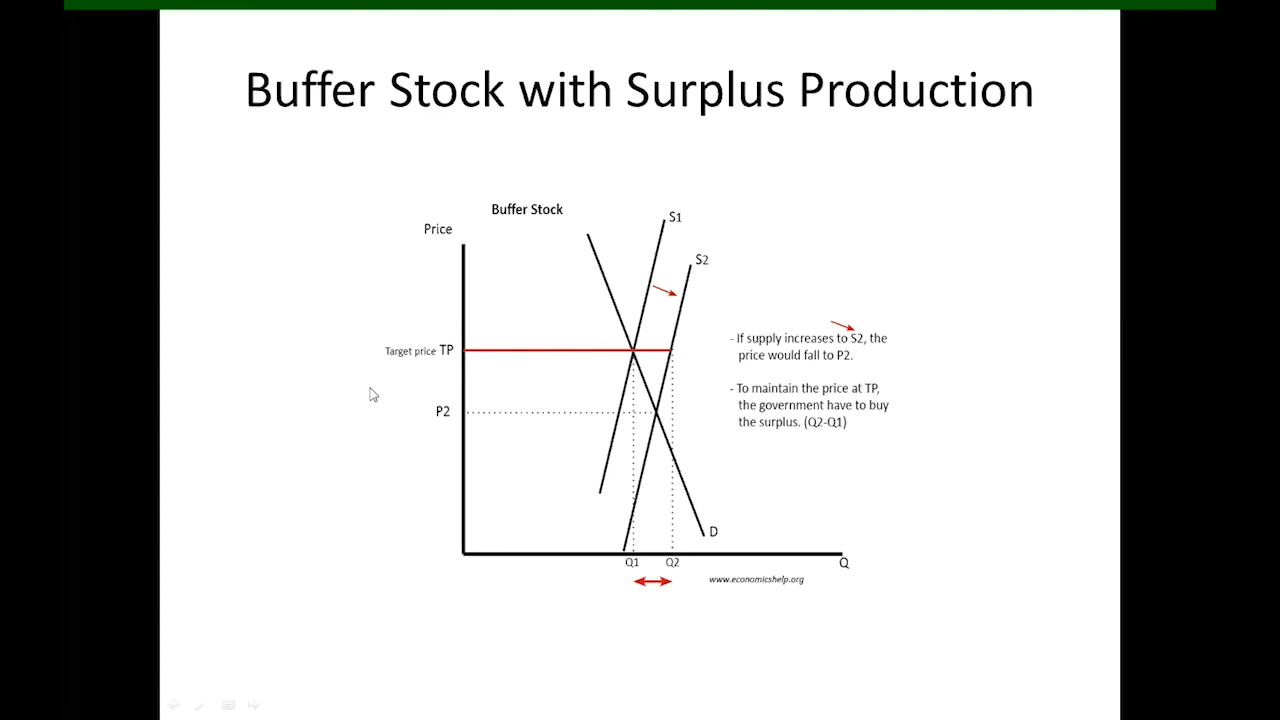 Buffer Stock with Surplus Production
Buffer Stock
Price
S1
S2
Target price TP
P2
D
Q1
Q2
Q
- If supply increases to S2, the
price would fall to P2.
- To maintain the price at TP,
the government have to buy
the surplus. (Q2-Q1)
www.economicshelp.org